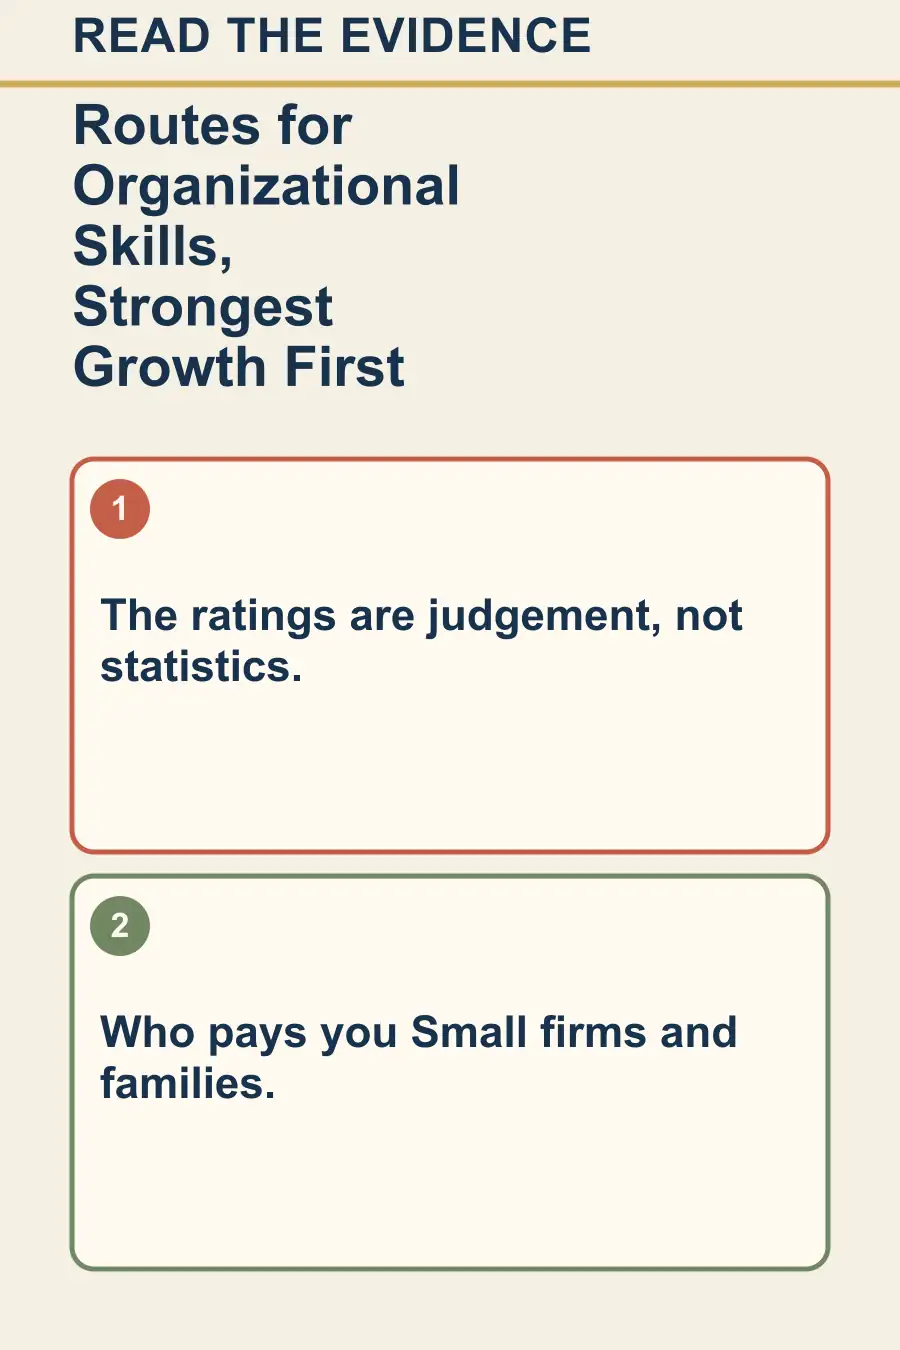 READ THE EVIDENCE
Routes for
Organizational
Skills,
Strongest
Growth First
1
The ratings are judgement, not
statistics.
2
Who pays you Small firms and
families.